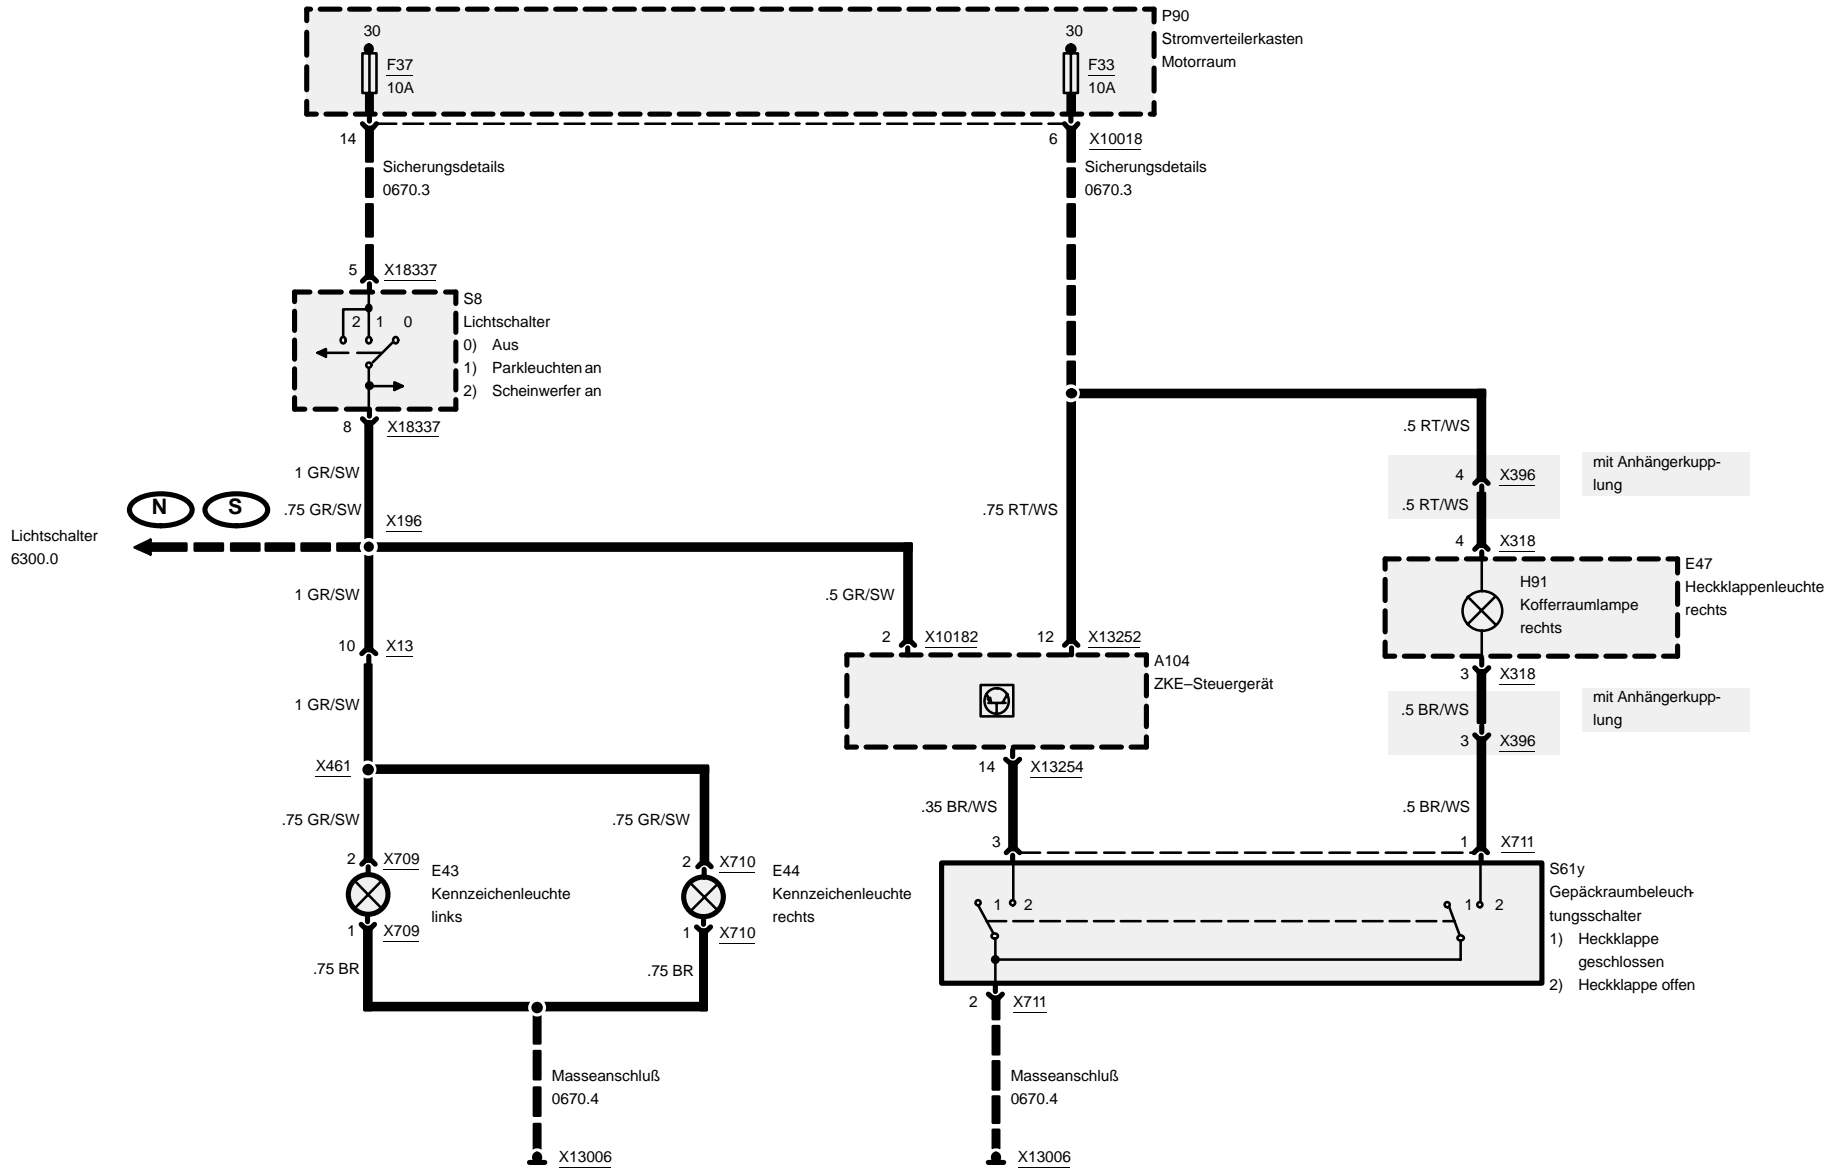 P90
Stromverteilerkasten
Motorraum
30
F37
10A
30
F33
10A
14
6
X10018
Sicherungsdetails
0670.3
Sicherungsdetails
0670.3
5
X18337
S8
Lichtschalter
0) Aus
1) Parkleuchten an
2) Scheinwerfer an
2 1 0
8
X18337
1 GR/SW
N
S
.75 GR/SW
X196
Lichtschalter
6300.0
1 GR/SW
10
X13
1 GR/SW
X461
.75 GR/SW
.75 GR/SW
2
X709
E43
Kennzeichenleuchte
links
1
X709
2
X710
E44
Kennzeichenleuchte
rechts
1
X710
.75 BR
.75 BR
Masseanschluß
0670.4
X13006
.5 GR/SW
.75 RT/WS
2
X10182
12
X13252
A104
ZKE–Steuergerät
14
X13254
.35 BR/WS
.5 RT/WS
4
X396
mit Anhängerkupp-
lung
.5 RT/WS
4
X318
E47
Heckklappenleuchte
rechts
H91
Kofferraumlampe
rechts
3
X318
mit Anhängerkupp-
lung
.5 BR/WS
3
X396
.5 BR/WS
3
1
X711
S61y
Gepäckraumbeleuch-
tungsschalter
1) Heckklappe
geschlossen
2) Heckklappe offen
1 2
1 2
2
X711
Masseanschluß
0670.4
X13006